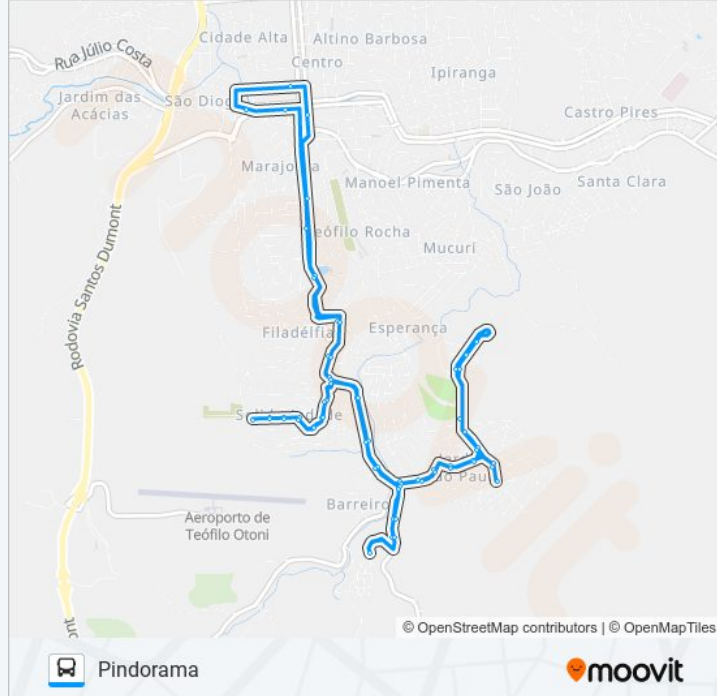 Cidade Alta
Altino Barbosa
Rua Júlio Costa
Centro
Ipiranga
Jardim das
Acácias
São Diog
Castro Pires
Marajo
Manoel Pimenta
Santa Clara
São João
Teófilo Rocha
Mucuri
Rodovia Santos Dumont
Filadélfia
Esperança
Barreiro
Aeroporto de
Teófilo Otoni
© OpenStreetMap contributors | © OpenMapTiles
Pindorama
moovit